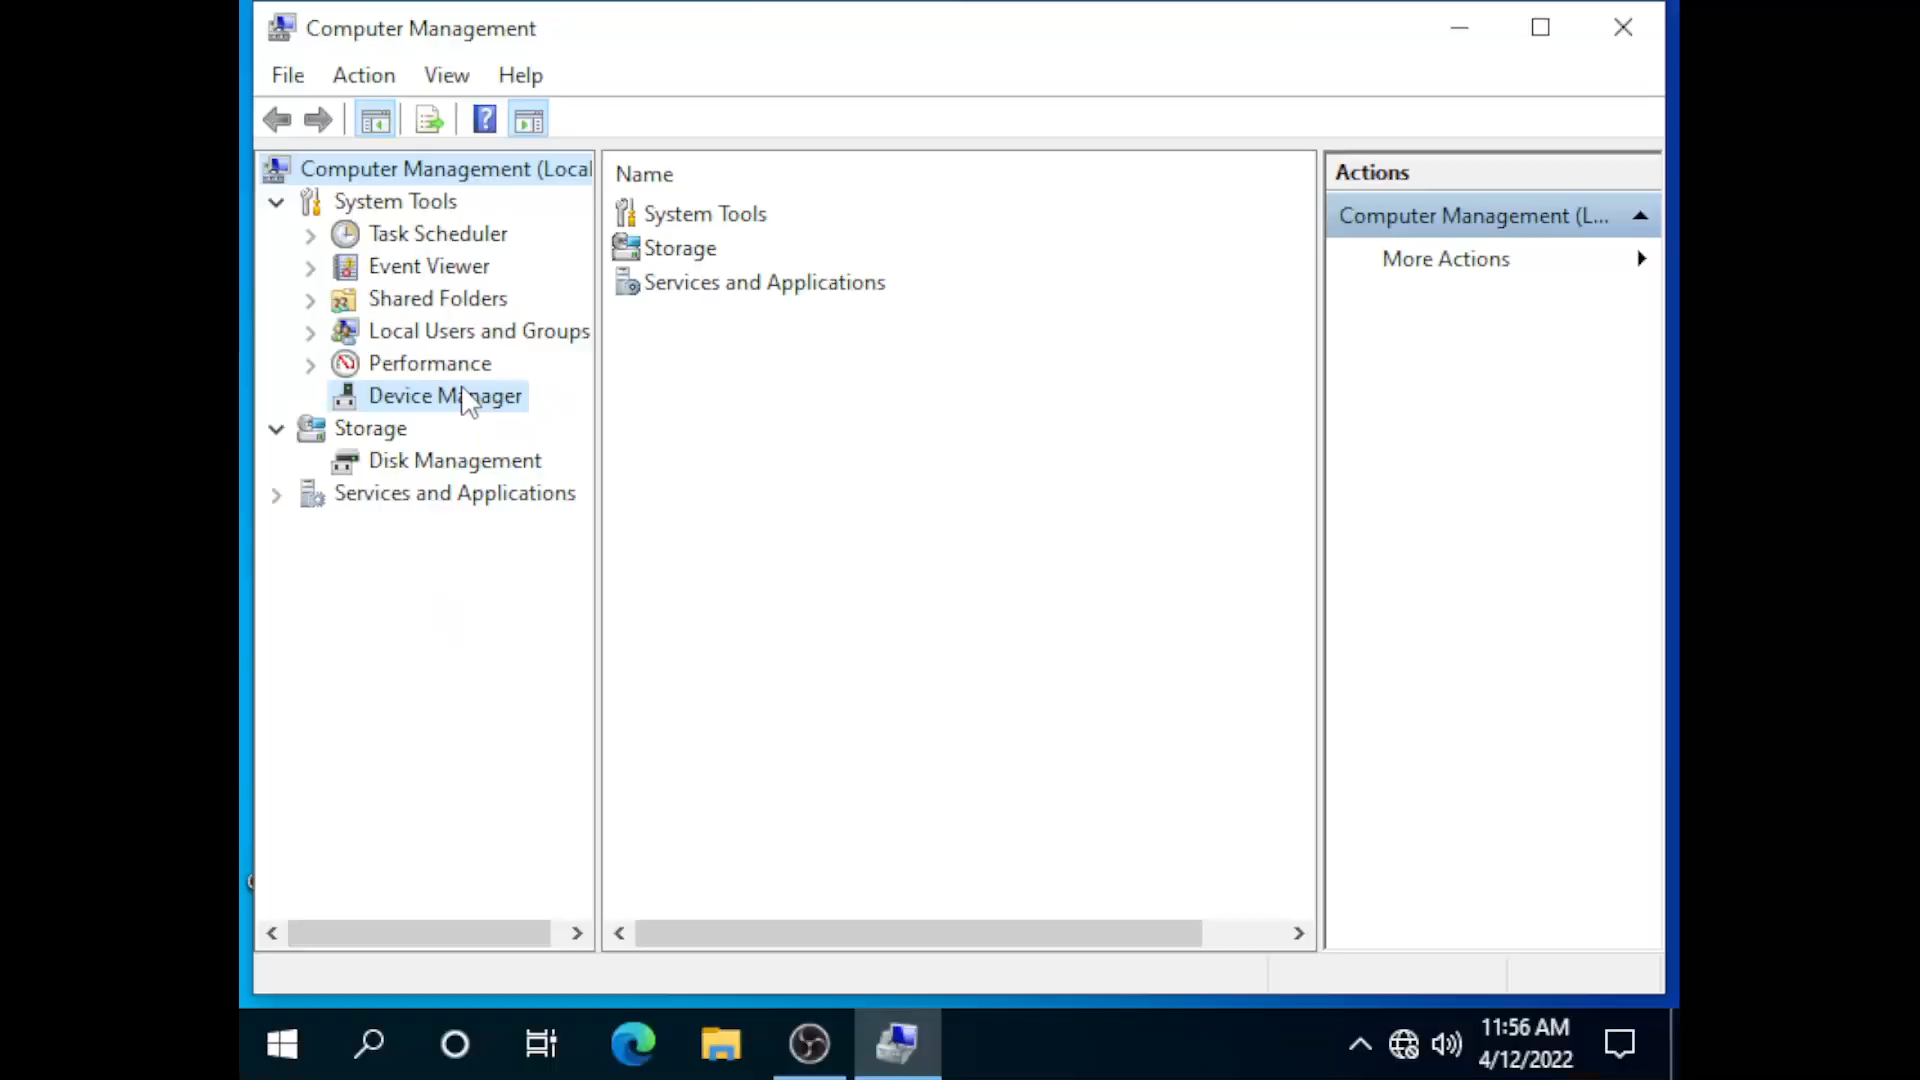 Computer Management
File Action View Help
Computer Management (Local
System Tools
Task Scheduler
Event Viewer
Shared Folders
Local Users and Groups
Performance
Device Manager
Storage
Disk Management
Services and Applications
Name
System Tools
Storage
Services and Applications
Actions
Computer Management (L...
More Actions
11:56 AM
4/12/2022